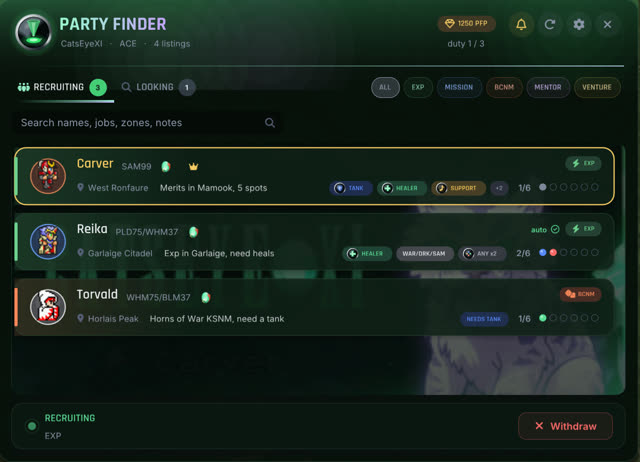 PARTY FINDER
1250 PFP
CatsEyeXI · ACE · 4 listings
duty 1 / 3
RECRUITING 3 LOOKING 1
ALL EXP MISSION BCNM MENTOR VENTURE
Search names, jobs, zones, notes
Carver SAM99 EXP
West Ronfaure Merits in Mamook, 5 spots TANK HEALER SUPPORT +2 1/6
Reika PLD75/WHM37 auto EXP
Garlaige Citadel Exp in Garlaige, need heals HEALER WAR/DRK/SAM ANY x2 2/6
Torvald WHM75/BLM37 BCNM
Horlais Peak Horns of War KSNM, need a tank NEEDS TANK 1/6
RECRUITING
EXP
Withdraw